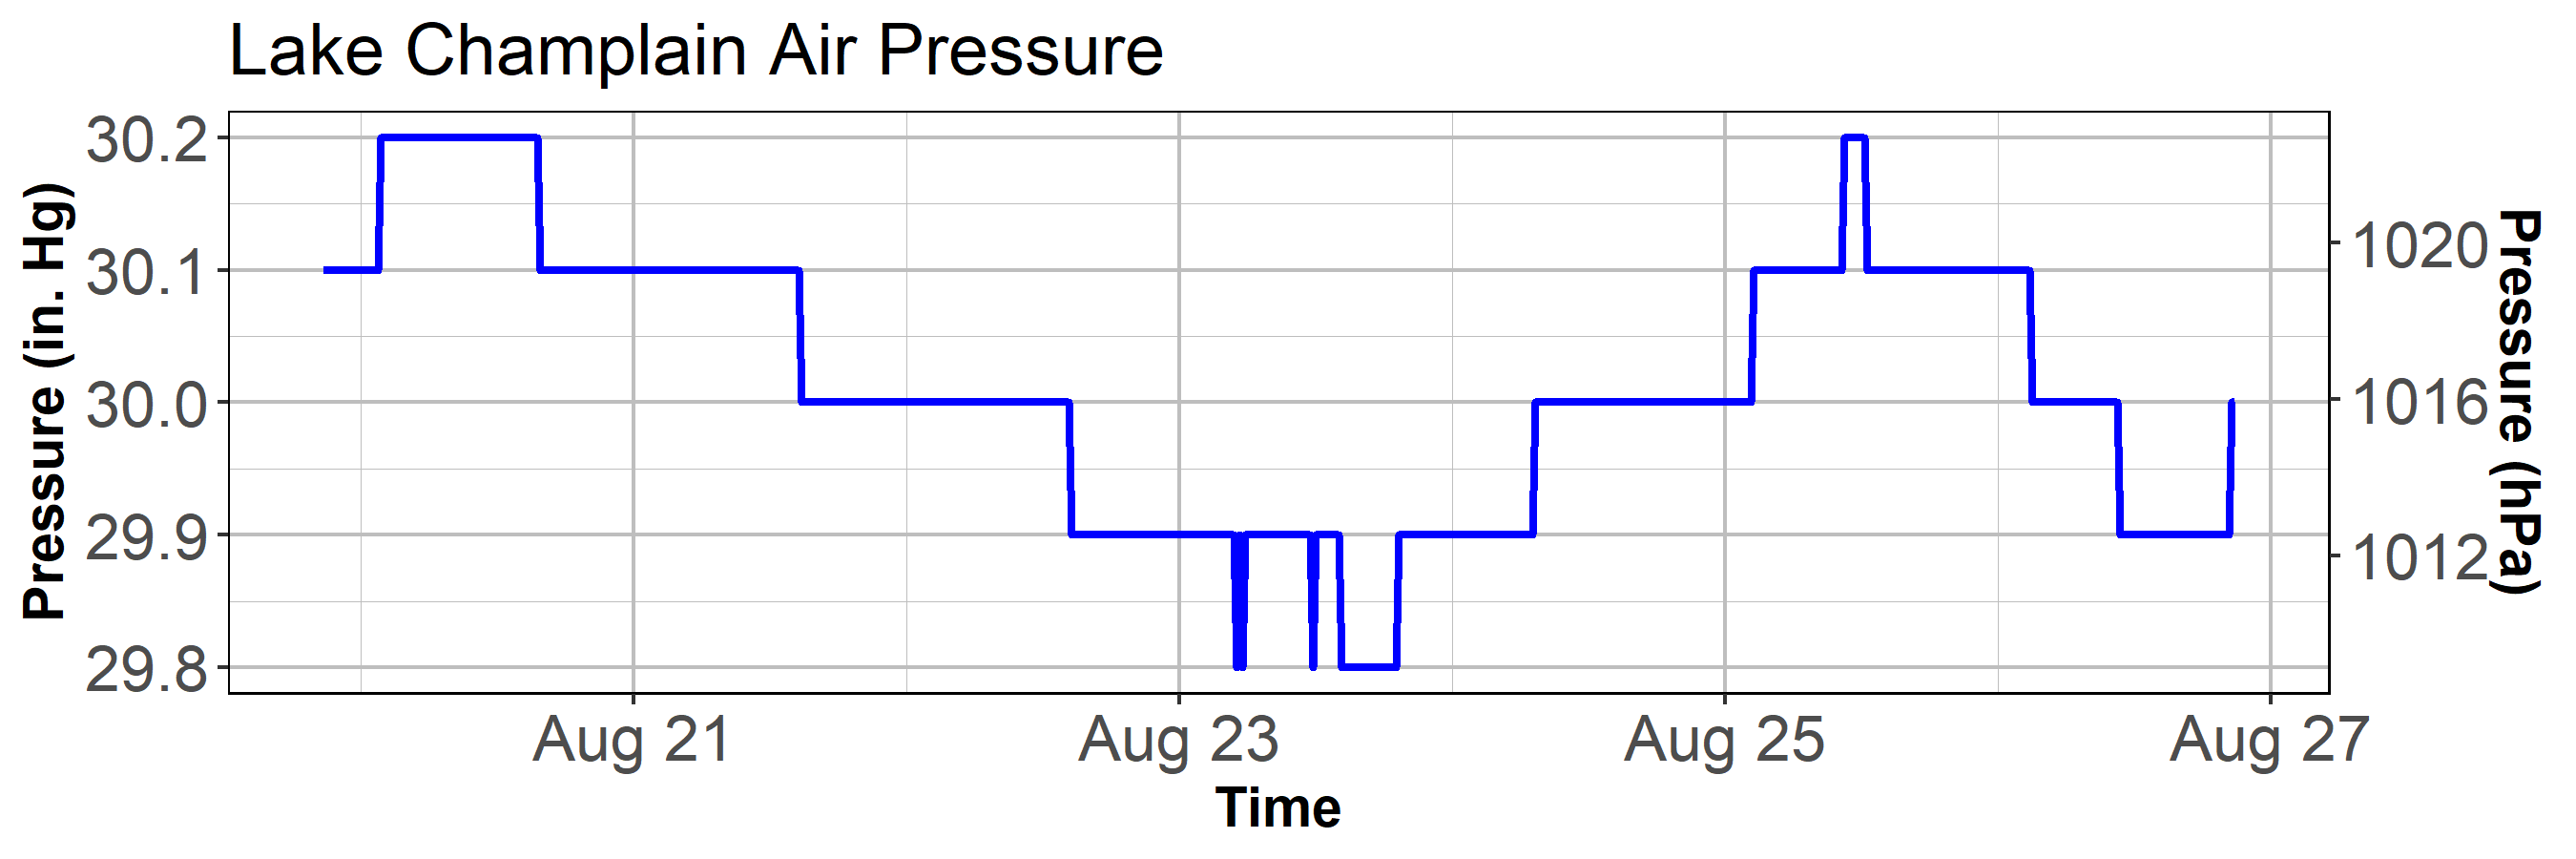 Lake Champlain Air Pressure
Pressure (in. Hg)
30.2
30.1
30.0
29.9
29.8
1020
1016
1012
Pressure (hPa)
Aug 21 Aug 23 Aug 25 Aug 27
Time